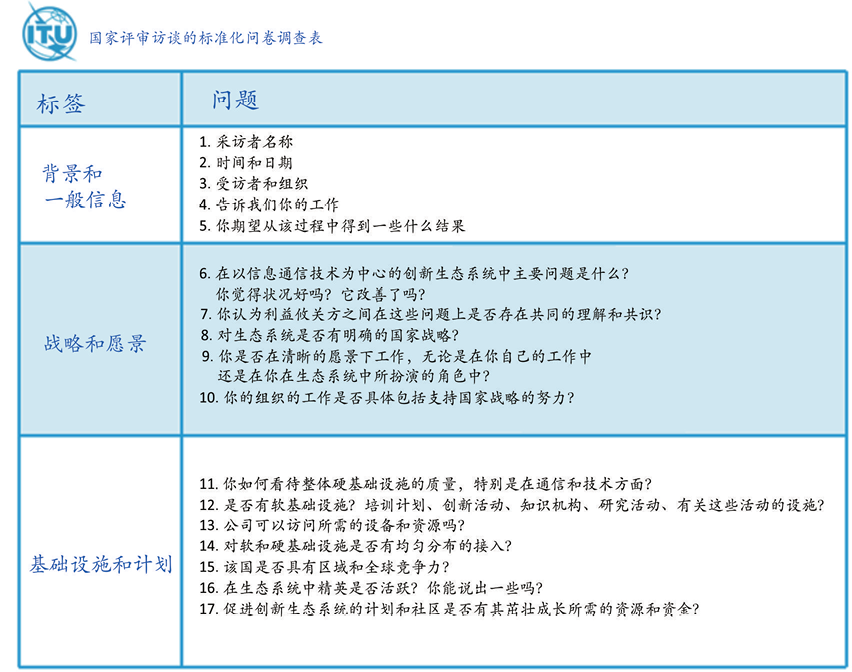 ITU
国家评审访谈的标准化问卷调查表
标签
问题
背景和
一般信息
1. 采访者名称
2. 时间和日期
3. 受访者和组织
4. 告诉我们你的工作
5. 你期望从该过程中得到一些什么结果
战略和愿景
6. 在以信息通信技术为中心的创新生态系统中主要问题是什么?
你觉得状况好吗? 它改善了吗?
7. 你认为利益攸关方之间在这些问题上是否存在共同的理解和共识?
8. 对生态系统是否有明确的国家战略?
9. 你是否在清晰的愿景下工作，无论是在你自己的工作中
还是在你在生态系统中所扮演的角色中?
10. 你的组织的工作是否具体包括支持国家战略的努力?
基础设施和计划
11. 你如何看待整体硬基础设施的质量，特别是在通信和技术方面?
12. 是否有软基础设施? 培训计划、创新活动、知识机构、研究活动、有关这些活动的设施?
13. 公司可以访问所需的设备和资源吗?
14. 对软和硬基础设施是否有均匀分布的接入?
15. 该国是否具有区域和全球竞争力?
16. 在生态系统中精英是否活跃? 你能说出一些吗?
17. 促进创新生态系统的计划和社区是否有其茁壮成长所需的资源和资金?